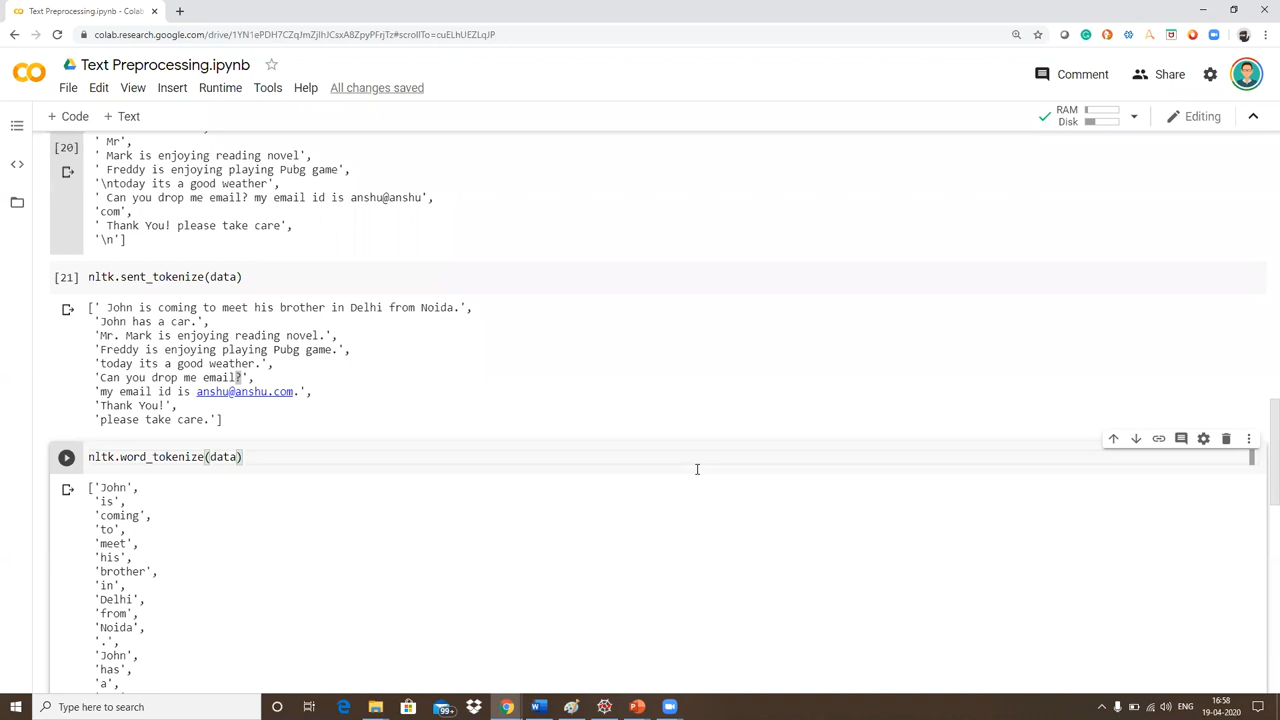 Text Preprocessing.ipynb - Colab
colab.research.google.com/drive/1YN1ePDH7CZqJmZjIhJCsxA8ZpyPFrjTz#scrollTo=cuELhUEZLqJP
Text Preprocessing.ipynb
Comment
Share
File Edit View Insert Runtime Tools Help All changes saved
+ Code + Text
RAM
Disk
Editing
[20]
' Mr',
' Mark is enjoying reading novel',
' Freddy is enjoying playing Pubg game',
'\ntoday its a good weather',
' Can you drop me email? my email id is anshu@anshu',
'com',
' Thank You! please take care',
'\n']
[21] nltk.sent_tokenize(data)
[' John is coming to meet his brother in Delhi from Noida.',
'John has a car.',
'Mr. Mark is enjoying reading novel.',
'Freddy is enjoying playing Pubg game.',
'today its a good weather.',
'Can you drop me email?',
'my email id is anshu@anshu.com.',
'Thank You!',
'please take care.']
nltk.word_tokenize(data)
['John',
'is',
'coming',
'to',
'meet',
'his',
'brother',
'in',
'Delhi',
'from',
'Noida',
'.',
'John',
'has',
'a',
Type here to search
99+
ENG
16:58
19-04-2020